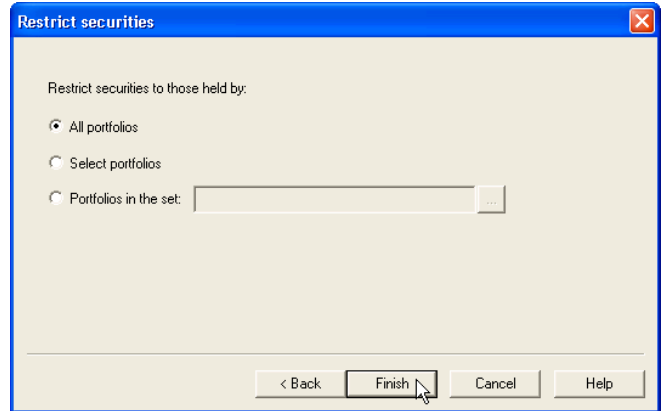 Restrict securities
Restrict securities to those held by:
All portfolios
Select portfolios
Portfolios in the set: ...
< Back Finish Cancel Help